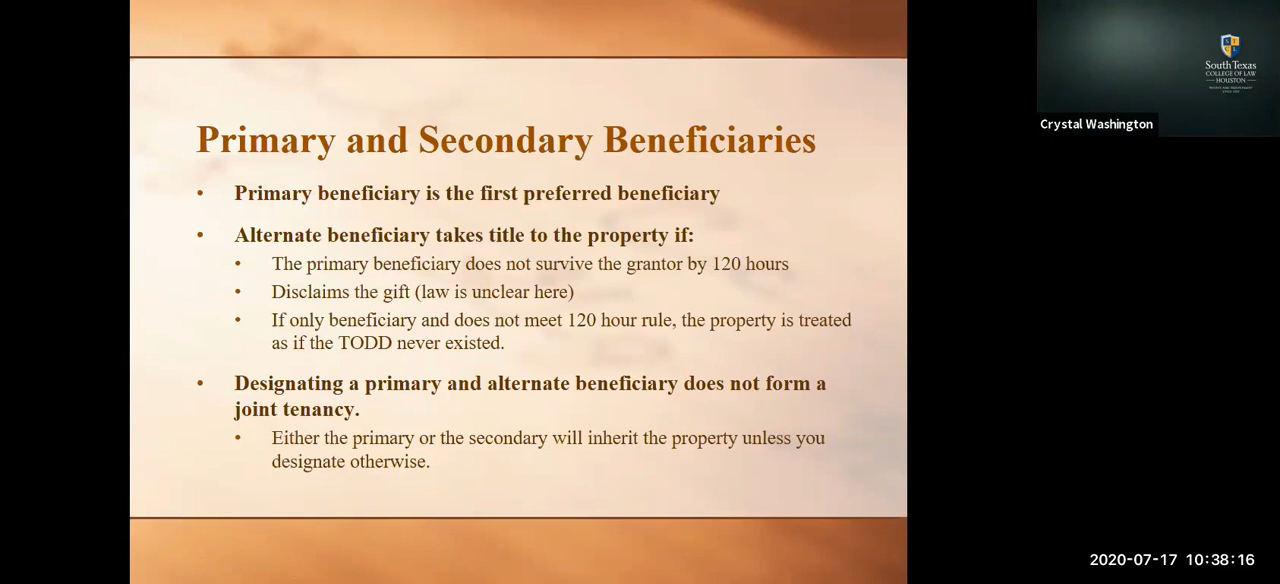 Primary and Secondary Beneficiaries
• Primary beneficiary is the first preferred beneficiary
• Alternate beneficiary takes title to the property if:
• The primary beneficiary does not survive the grantor by 120 hours
• Disclaims the gift (law is unclear here)
• If only beneficiary and does not meet 120 hour rule, the property is treated
as if the TODD never existed.
• Designating a primary and alternate beneficiary does not form a
joint tenancy.
• Either the primary or the secondary will inherit the property unless you
designate otherwise.
South Texas
COLLEGE OF LAW
HOUSTON
Crystal Washington
2020-07-17 10:38:16